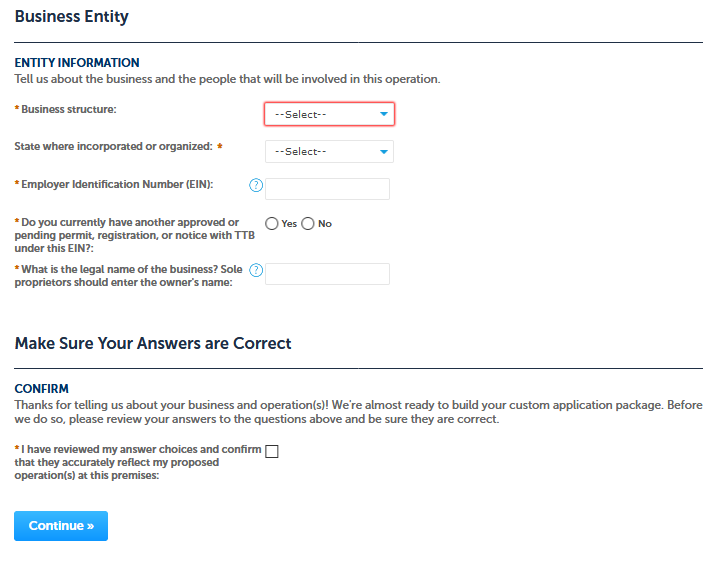 Business Entity
ENTITY INFORMATION
Tell us about the business and the people that will be involved in this operation.
* Business structure:
--Select--
State where incorporated or organized: *
--Select--
* Employer Identification Number (EIN):
?
* Do you currently have another approved or
pending permit, registration, or notice with TTB
under this EIN?:
Yes No
* What is the legal name of the business? Sole
proprietors should enter the owner's name:
?
Make Sure Your Answers are Correct
CONFIRM
Thanks for telling us about your business and operation(s)! We're almost ready to build your custom application package. Before
we do so, please review your answers to the questions above and be sure they are correct.
* I have reviewed my answer choices and confirm
that they accurately reflect my proposed
operation(s) at this premises:
Continue »